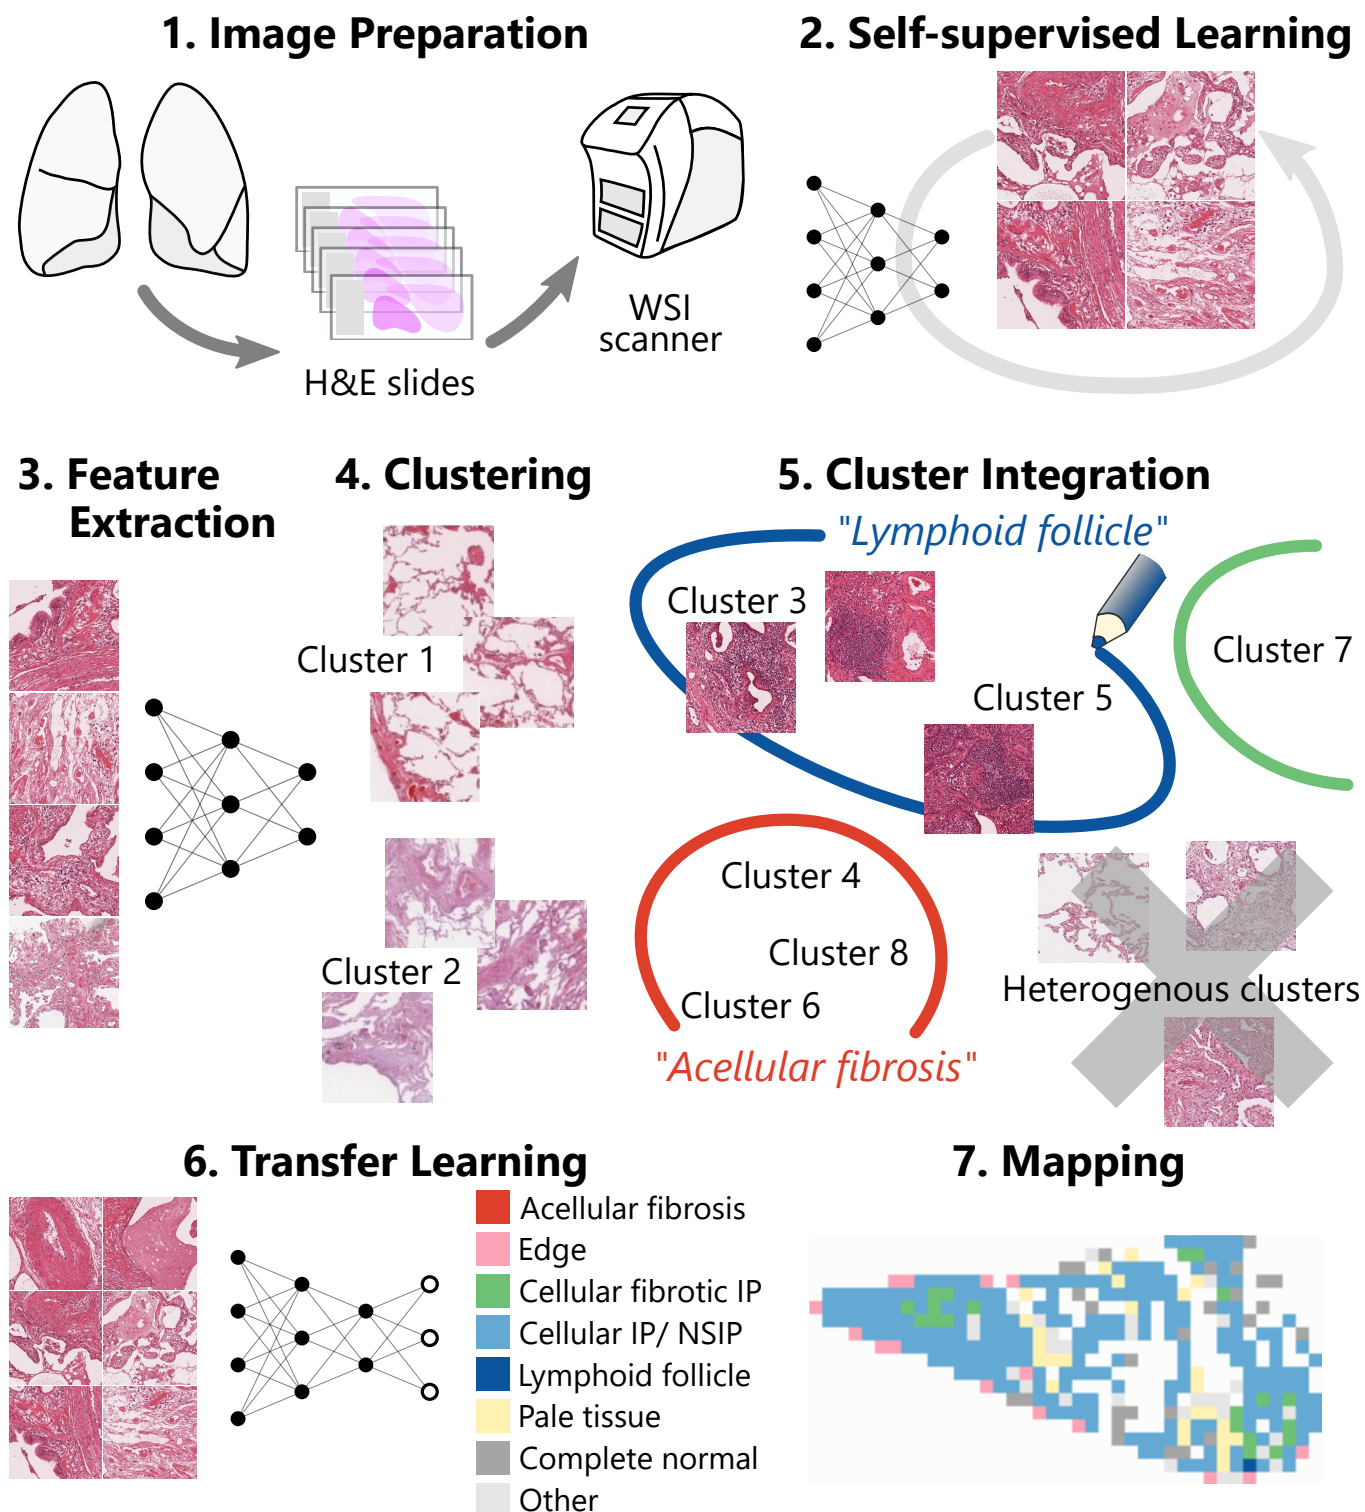 1. Image Preparation
2. Self-supervised Learning
H&E slides
WSI
scanner
3. Feature
Extraction
4. Clustering
Cluster 1
Cluster 2
5. Cluster Integration
"Lymphoid follicle"
Cluster 3
Cluster 5
Cluster 7
Cluster 4
Cluster 8
Cluster 6
"Acellular fibrosis"
Heterogenous clusters
6. Transfer Learning
Acellular fibrosis
Edge
Cellular fibrotic IP
Cellular IP/ NSIP
Lymphoid follicle
Pale tissue
Complete normal
Other
7. Mapping